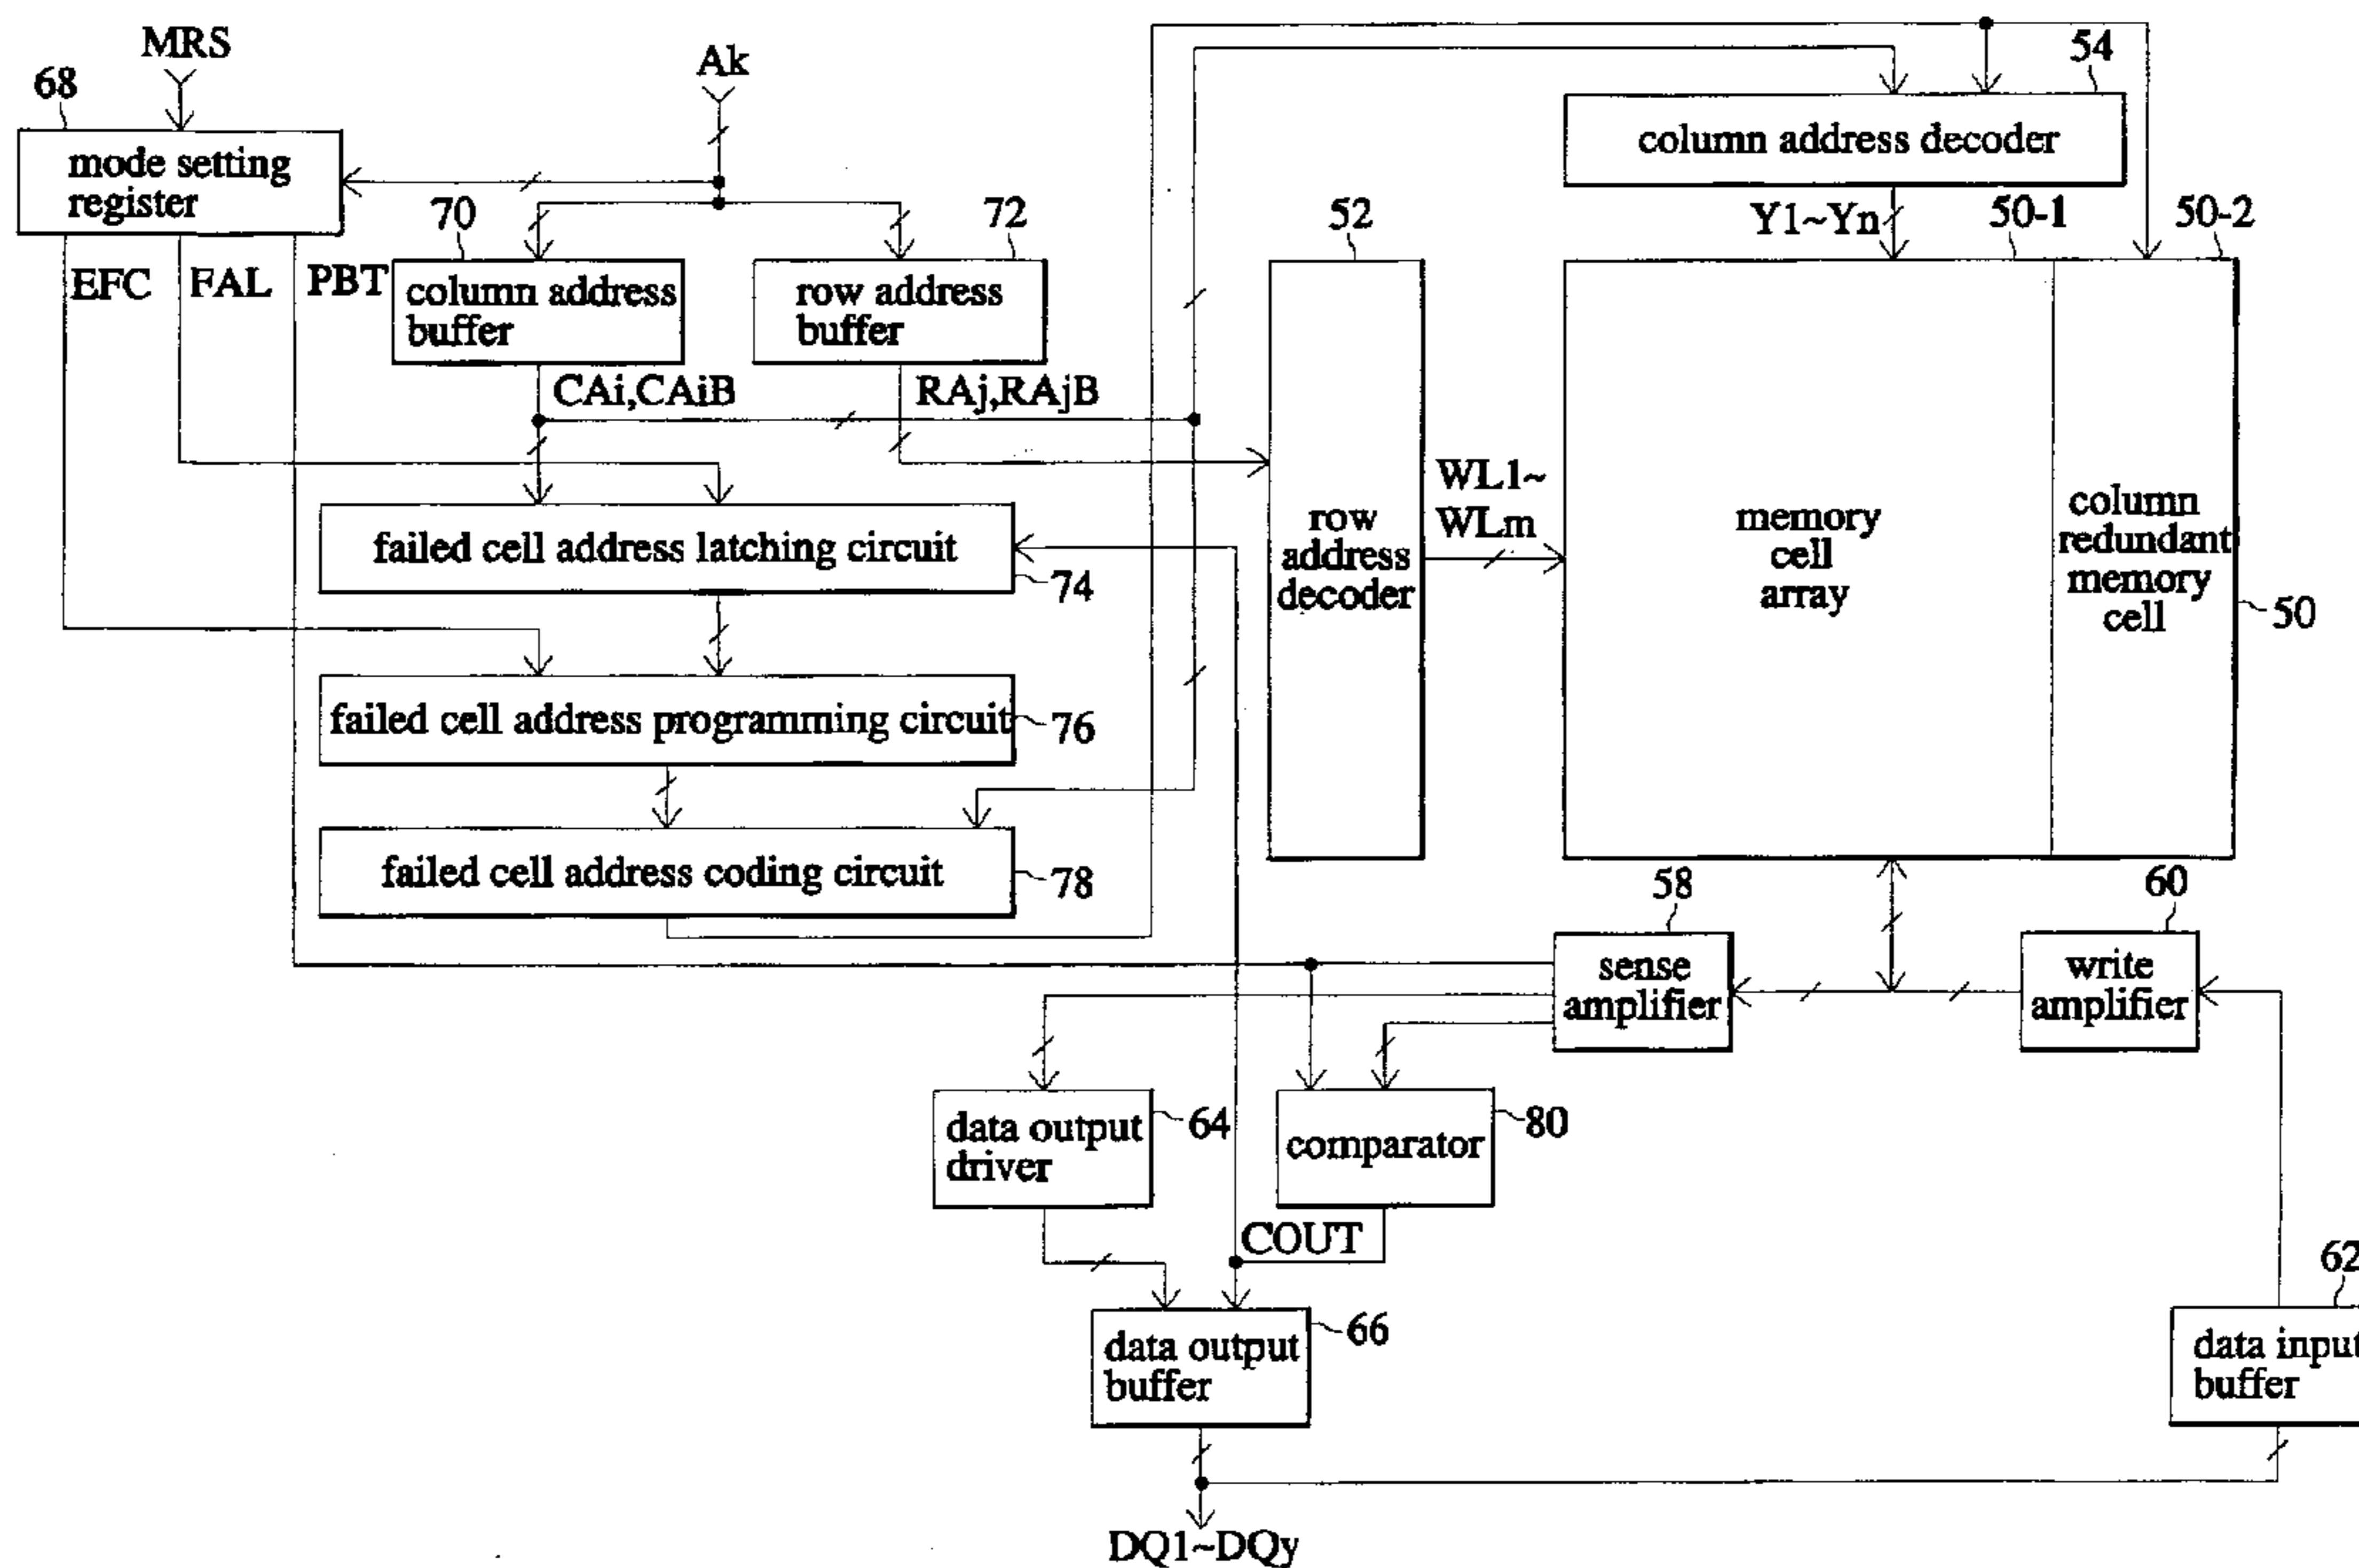 MRS
Ak
68
54
mode setting
register
column address decoder
70
72
52
Y1~Yn
50-1
50-2
EFC
FAL
PBT
column address
buffer
row address
buffer
CAi,CAiB
RAj,RAjB
WL1~
WLm
row
address
decoder
memory
cell
array
column
redundant
memory
cell
50
failed cell address latching circuit
74
failed cell address programming circuit
76
failed cell address coding circuit
78
58
60
sense
amplifier
write
amplifier
data output
driver
64
comparator
80
COUT
62
data output
buffer
66
data input
buffer
DQ1~DQy